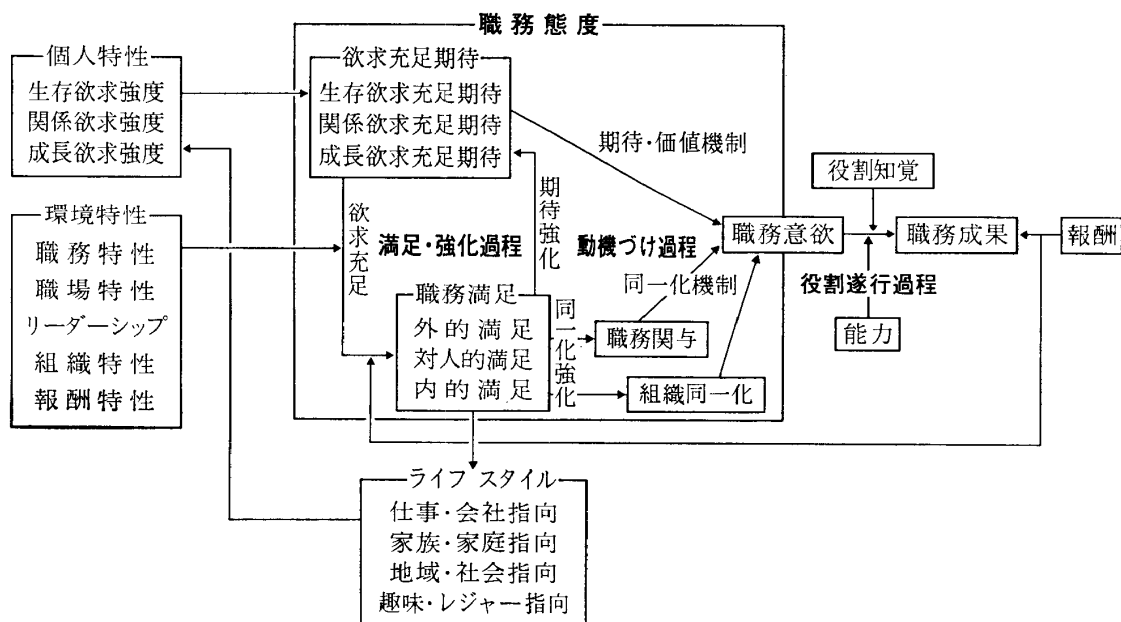 職務態度
個人特性
生存欲求強度
関係欲求強度
成長欲求強度
欲求充足期待
生存欲求充足期待
関係欲求充足期待
成長欲求充足期待
期待・価値機制
役割知覚
環境特性
職務特性
職場特性
リーダーシップ
組織特性
報酬特性
欲求充足
満足・強化過程
期待強化
動機づけ過程
職務意欲
職務成果
報酬
同一化機制
役割遂行過程
能力
職務満足
外的満足
対人的満足
内的満足
同一化強化
職務関与
組織同一化
ライフ スタイル
仕事・会社指向
家族・家庭指向
地域・社会指向
趣味・レジャー指向